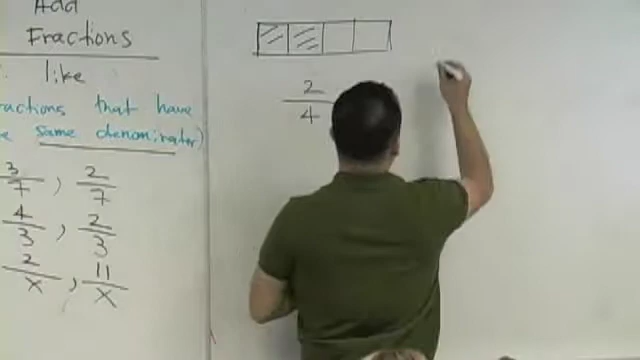 Add
Fractions
like
ractions that have
e same denominator)
3/7, 2/7
4/3, 2/3
2/x, 11/x
2/4